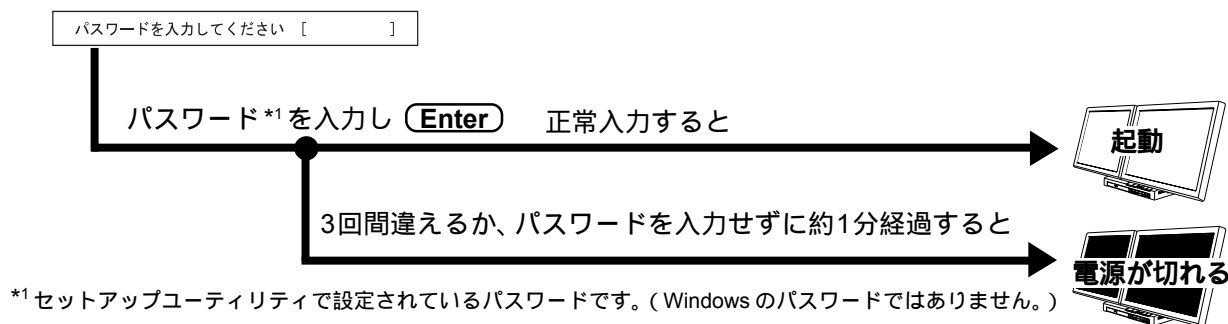 パスワードを入力してください [ ]
パスワード*1を入力し Enter 正常入力すると
起動
3回間違えるか、パスワードを入力せずに約1分経過すると
電源が切れる
*1 セットアップユーティリティで設定されているパスワードです。(Windows のパスワードではありません。)